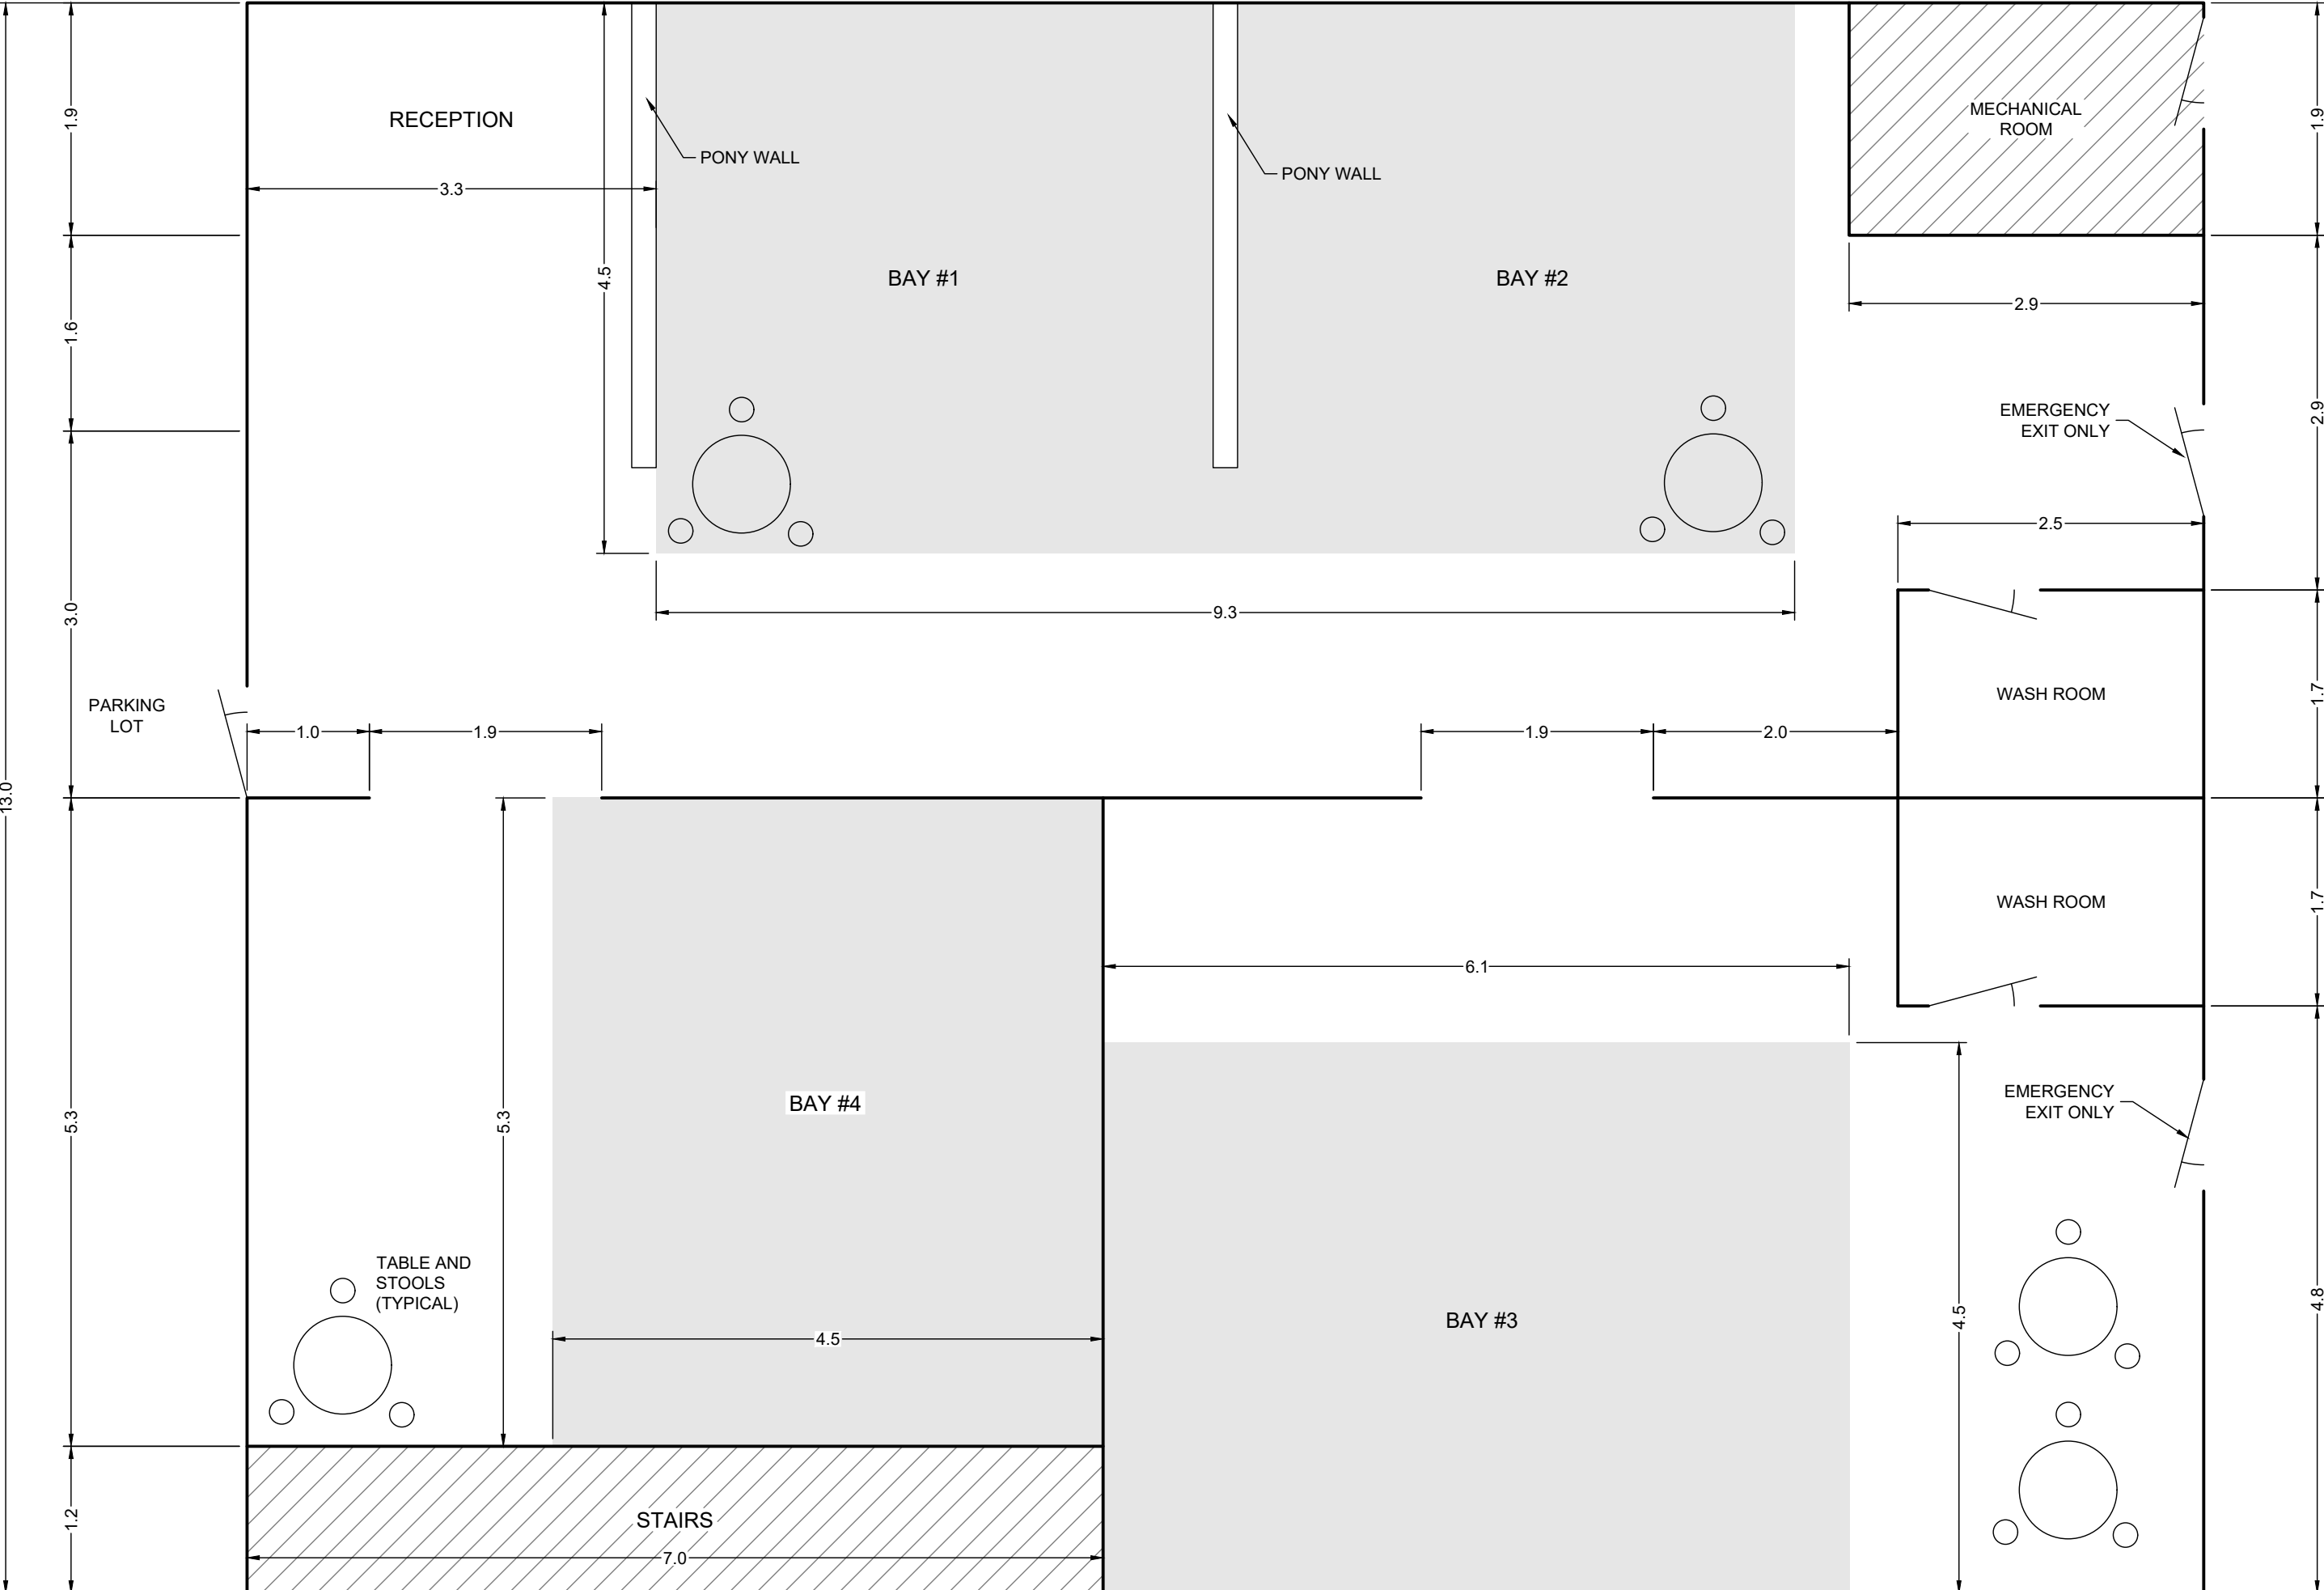 RECEPTION
PONY WALL
PONY WALL
MECHANICAL
ROOM
1.9
1.9
3.3
4.5
BAY #1
BAY #2
2.9
1.6
2.9
EMERGENCY
EXIT ONLY
2.5
3.0
9.3
PARKING
LOT
WASH ROOM
1.7
1.0
1.9
1.9
2.0
13.0
WASH ROOM
1.7
6.1
BAY #4
5.3
5.3
EMERGENCY
EXIT ONLY
TABLE AND
STOOLS
(TYPICAL)
4.5
BAY #3
4.5
4.8
STAIRS
1.2
7.0